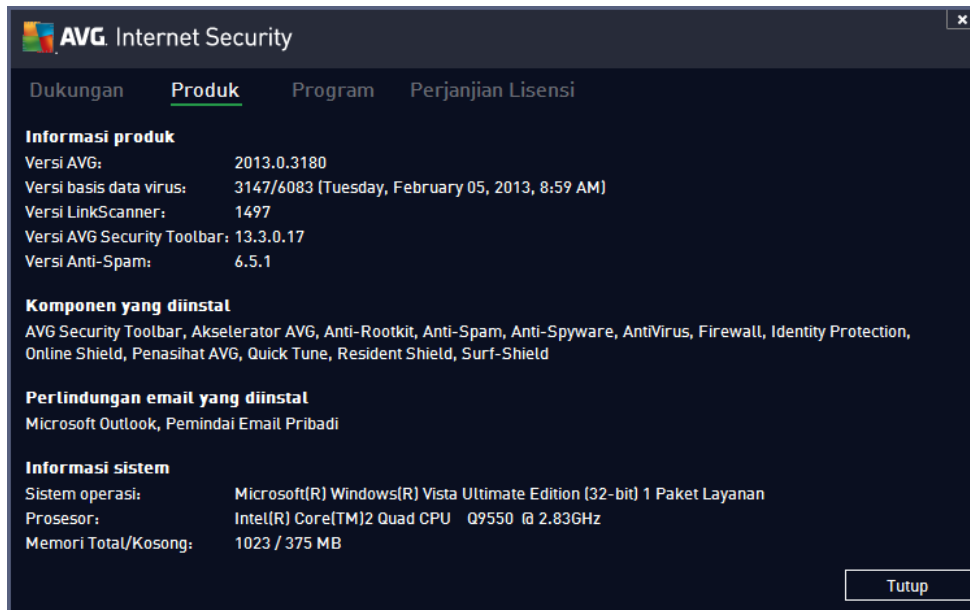 AVG. Internet Security
Dukungan Produk Program Perjanjian Lisensi
Informasi produk
Versi AVG: 2013.0.3180
Versi basis data virus: 3147/6083 (Tuesday, February 05, 2013, 8:59 AM)
Versi LinkScanner: 1497
Versi AVG Security Toolbar: 13.3.0.17
Versi Anti-Spam: 6.5.1
Komponen yang diinstal
AVG Security Toolbar, Akselerator AVG, Anti-Rootkit, Anti-Spam, Anti-Spyware, AntiVirus, Firewall, Identity Protection,
Online Shield, Penasihat AVG, Quick Tune, Resident Shield, Surf-Shield
Perlindungan email yang diinstal
Microsoft Outlook, Pemindai Email Pribadi
Informasi sistem
Sistem operasi: Microsoft(R) Windows(R) Vista Ultimate Edition (32-bit) 1 Paket Layanan
Prosesor: Intel(R) Core(TM)2 Quad CPU Q9550 @ 2.83GHz
Memori Total/Kosong: 1023 / 375 MB
Tutup